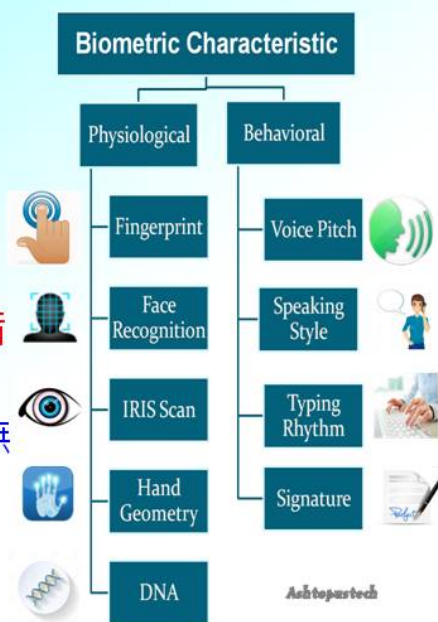 Biometric Characteristic
Physiological
Behavioral
Fingerprint
Voice Pitch
Face
Recognition
Speaking
Style
IRIS Scan
Typing
Rhythm
Hand
Geometry
Signature
DNA
Ashtopustech